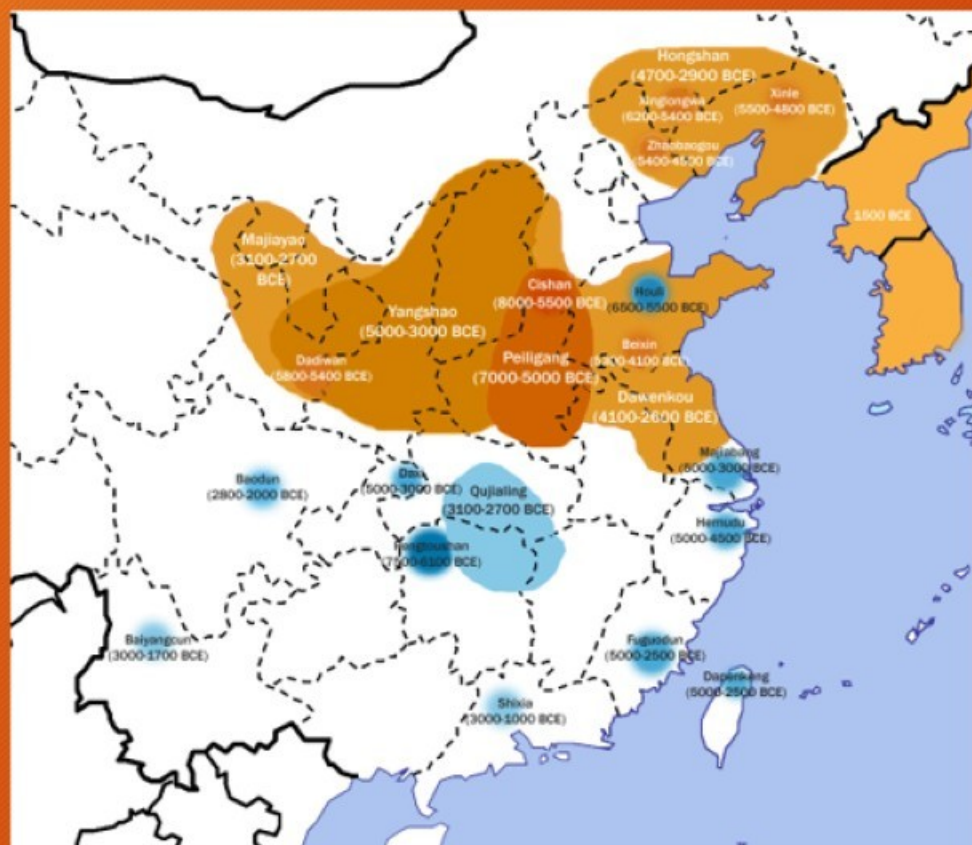 Hongshan
(4700-2900 BCE)
Xinglongwa
(6200-5400 BCE)
Xinle
(5500-4800 BCE)
Zhaobaogou
(5400-4500 BCE)
1500 BCE
Majiayao
(3100-2700
BCE)
Cishan
(8000-5500 BCE)
Houli
(6500-5500 BCE)
Yangshao
(5000-3000 BCE)
Dadiwan
(5800-5400 BCE)
Peiligang
(7000-5000 BCE)
Beixin
(5300-4100 BCE)
Dawenkou
(4100-2600 BCE)
Majiabang
(5000-3000 BCE)
Baodun
(2800-2000 BCE)
Daxi
(5000-3000 BCE)
Qujialing
(3100-2700 BCE)
Hemudu
(5000-4500 BCE)
Pengtoushan
(7500-6100 BCE)
Baiyangcun
(3000-1700 BCE)
Fuguodun
(5000-2500 BCE)
Dapenkeng
(5000-2500 BCE)
Shixia
(3000-1000 BCE)